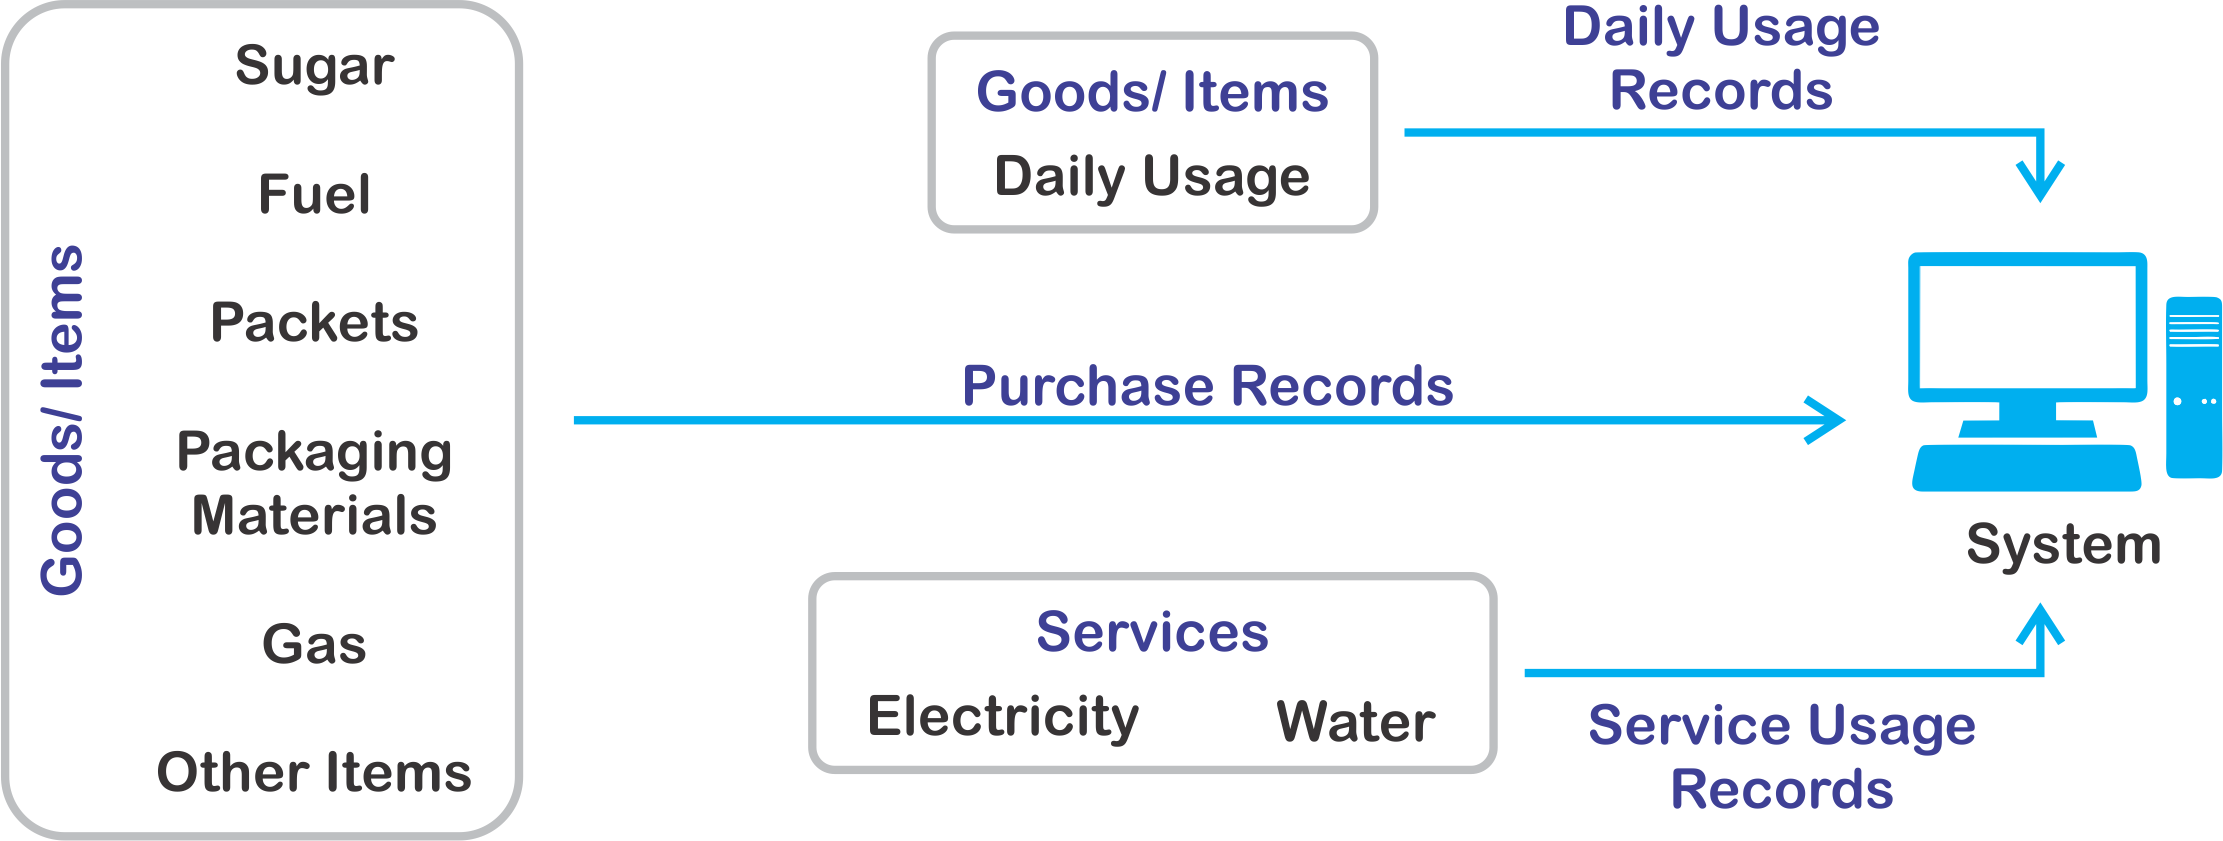 Goods/ Items
Sugar
Fuel
Packets
Packaging
Materials
Gas
Other Items
Goods/ Items
Daily Usage
Daily Usage
Records
Purchase Records
Services
Electricity
Water
Service Usage
Records
System